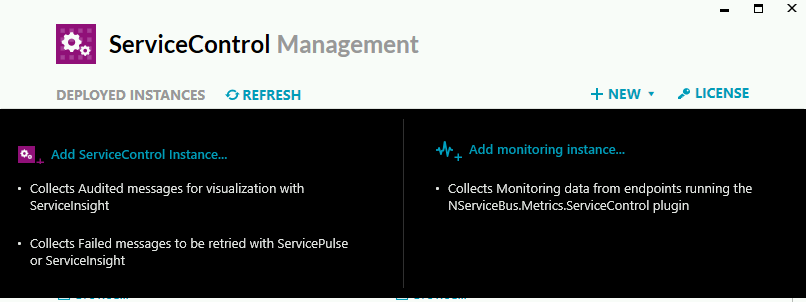 ServiceControl Management
DEPLOYED INSTANCES REFRESH + NEW LICENSE
Add ServiceControl Instance...
• Collects Audited messages for visualization with
ServiceInsight
• Collects Failed messages to be retried with ServicePulse
or ServiceInsight
Add monitoring instance...
• Collects Monitoring data from endpoints running the
NServiceBus.Metrics.ServiceControl plugin